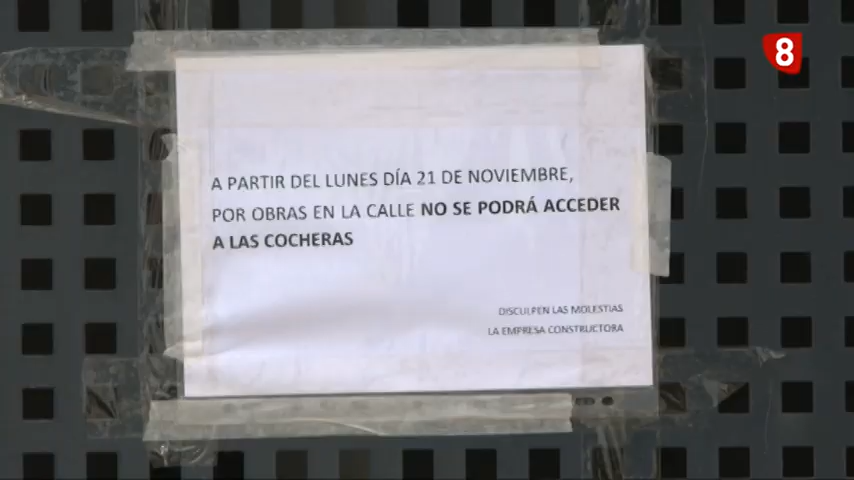 8
A PARTIR DEL LUNES DÍA 21 DE NOVIEMBRE,
POR OBRAS EN LA CALLE NO SE PODRÁ ACCEDER
A LAS COCHERAS
DISCULPEN LAS MOLESTIAS
LA EMPRESA CONSTRUCTORA